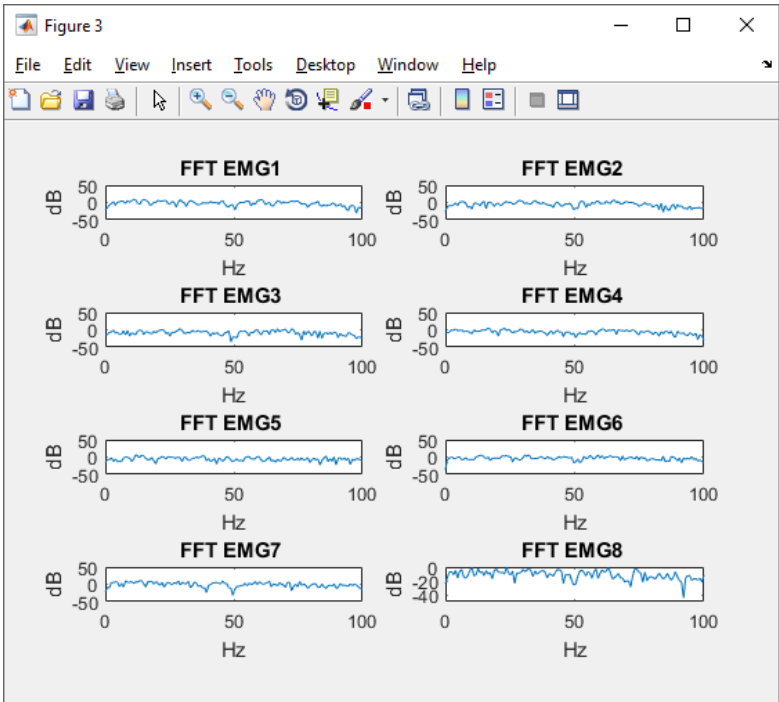 Figure 3
File Edit View Insert Tools Desktop Window Help
FFT EMG1
dB
50
0
-50
0 50 100
Hz
FFT EMG2
dB
50
0
-50
0 50 100
Hz
FFT EMG3
dB
50
0
-50
0 50 100
Hz
FFT EMG4
dB
50
0
-50
0 50 100
Hz
FFT EMG5
dB
50
0
-50
0 50 100
Hz
FFT EMG6
dB
50
0
-50
0 50 100
Hz
FFT EMG7
dB
50
0
-50
0 50 100
Hz
FFT EMG8
dB
0
-20
-40
0 50 100
Hz